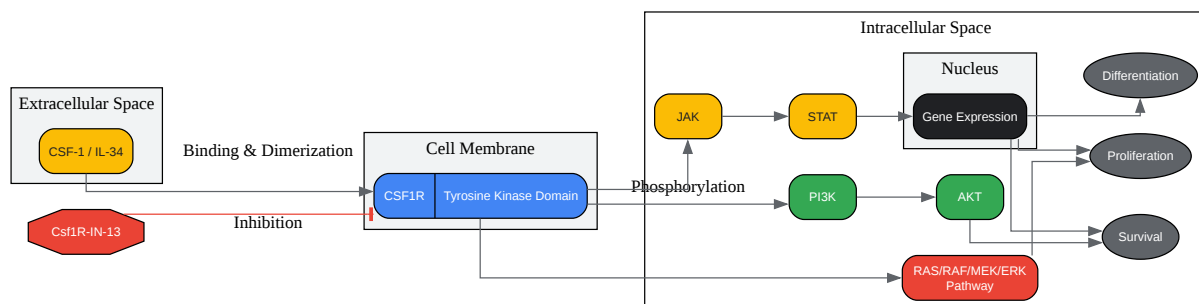 Intracellular Space
Extracellular Space
CSF-1 / IL-34
Csf1R-IN-13
Binding & Dimerization
Inhibition
Cell Membrane
CSF1R
Tyrosine Kinase Domain
Phosphorylation
JAK
STAT
Nucleus
Gene Expression
PI3K
AKT
RAS/RAF/MEK/ERK
Pathway
Differentiation
Proliferation
Survival